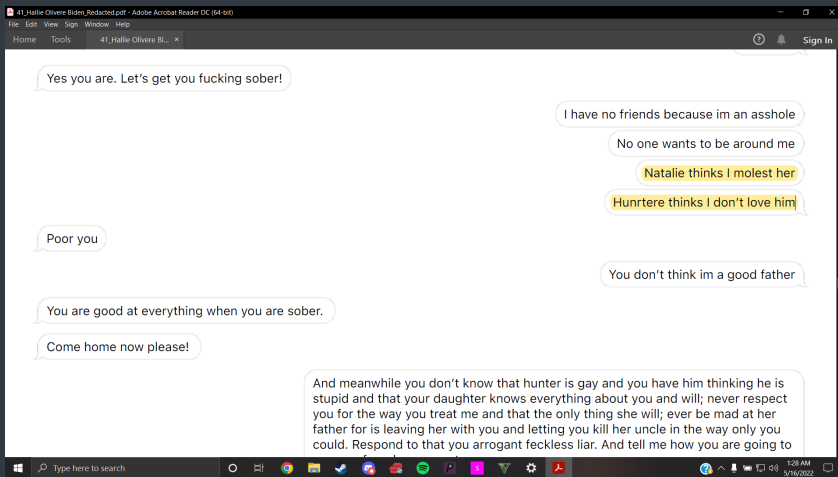 41_Hallie Olivere Biden_Redacted.pdf - Adobe Acrobat Reader DC (64-bit)
File Edit View Sign Window Help
Home Tools 41_Hallie Olivere Bi... × Sign In
Yes you are. Let's get you fucking sober!
I have no friends because im an asshole
No one wants to be around me
Natalie thinks I molest her
Hunrtere thinks I don't love him
Poor you
You don't think im a good father
You are good at everything when you are sober.
Come home now please!
And meanwhile you don't know that hunter is gay and you have him thinking he is
stupid and that your daughter knows everything about you and will; never respect
you for the way you treat me and that the only thing she will; ever be mad at her
father for is leaving her with you and letting you kill her uncle in the way only you
could. Respond to that you arrogant feckless liar. And tell me how you are going to
Type here to search
1:28 AM
5/16/2022